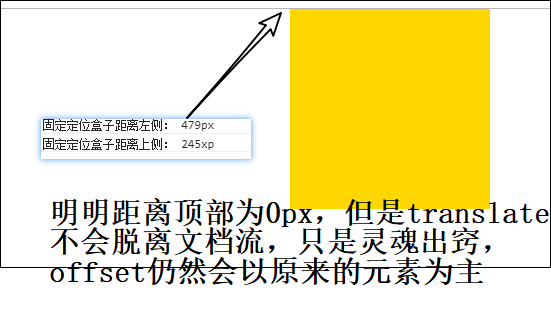 固定定位盒子距离左侧： 479px
固定定位盒子距离上侧： 245xp
明明距离顶部为0px，但是translate
不会脱离文档流，只是灵魂出窍，
offset仍然会以原来的元素为主